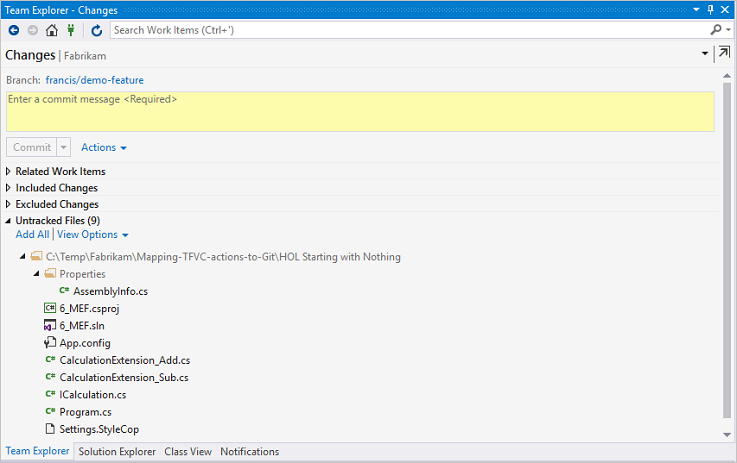 Team Explorer - Changes
Search Work Items (Ctrl+')
Changes | Fabrikam
Branch: francis/demo-feature
Enter a commit message <Required>
Commit Actions
Related Work Items
Included Changes
Excluded Changes
Untracked Files (9)
Add All | View Options
C:\Temp\Fabrikam\Mapping-TFVC-actions-to-Git\HOL Starting with Nothing
Properties
C# AssemblyInfo.cs
C# 6_MEF.csproj
6_MEF.sln
App.config
C# CalculationExtension_Add.cs
C# CalculationExtension_Sub.cs
C# ICalculation.cs
C# Program.cs
Settings.StyleCop
Team Explorer Solution Explorer Class View Notifications